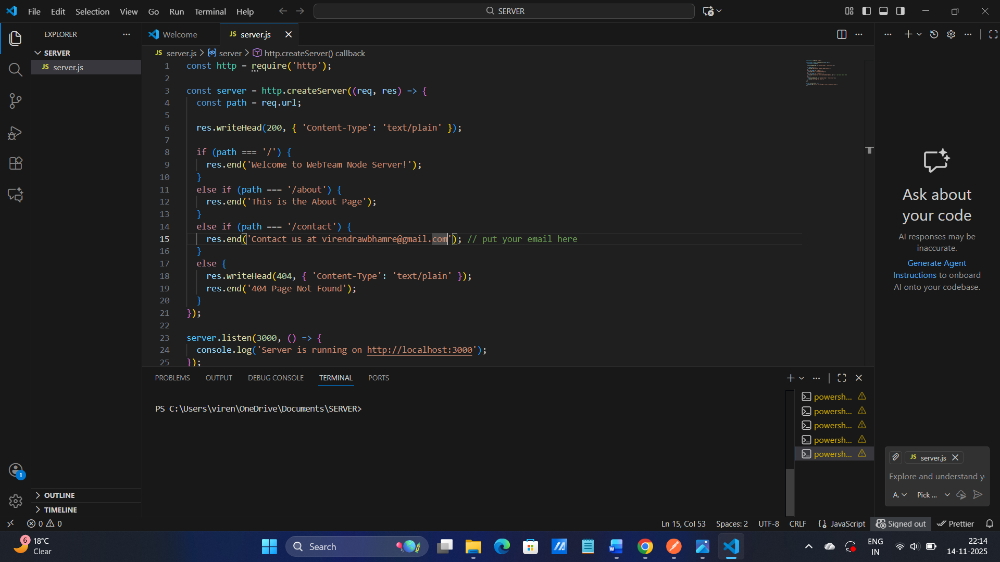 File Edit Selection View Go Run Terminal Help
SERVER
EXPLORER
SERVER
JS server.js
OUTLINE
TIMELINE
Welcome
JS server.js
JS server.js > server > http.createServer() callback
1 const http = require('http');
2
3 const server = http.createServer((req, res) => {
4 const path = req.url;
5
6 res.writeHead(200, { 'Content-Type': 'text/plain' });
7
8 if (path === '/') {
9 res.end('Welcome to WebTeam Node Server!');
10 }
11 else if (path === '/about') {
12 res.end('This is the About Page');
13 }
14 else if (path === '/contact') {
15 res.end('Contact us at virendrawbhamre@gmail.com'); // put your email here
16 }
17 else {
18 res.writeHead(404, { 'Content-Type': 'text/plain' });
19 res.end('404 Page Not Found');
20 }
21 });
22
23 server.listen(3000, () => {
24 console.log('Server is running on http://localhost:3000');
25 });
PROBLEMS OUTPUT DEBUG CONSOLE TERMINAL PORTS
PS C:\Users\viren\OneDrive\Documents\SERVER>
powersh...
powersh...
powersh...
powersh...
powersh...
Ask about
your code
AI responses may be
inaccurate.
Generate Agent
Instructions to onboard
AI onto your codebase.
JS server.js
Explore and understand y
A. Pick ...
1
0 0
Ln 15, Col 53 Spaces: 2 UTF-8 CRLF {} JavaScript Signed out Prettier
6
18°C
Clear
Search
ENG
IN
22:14
14-11-2025